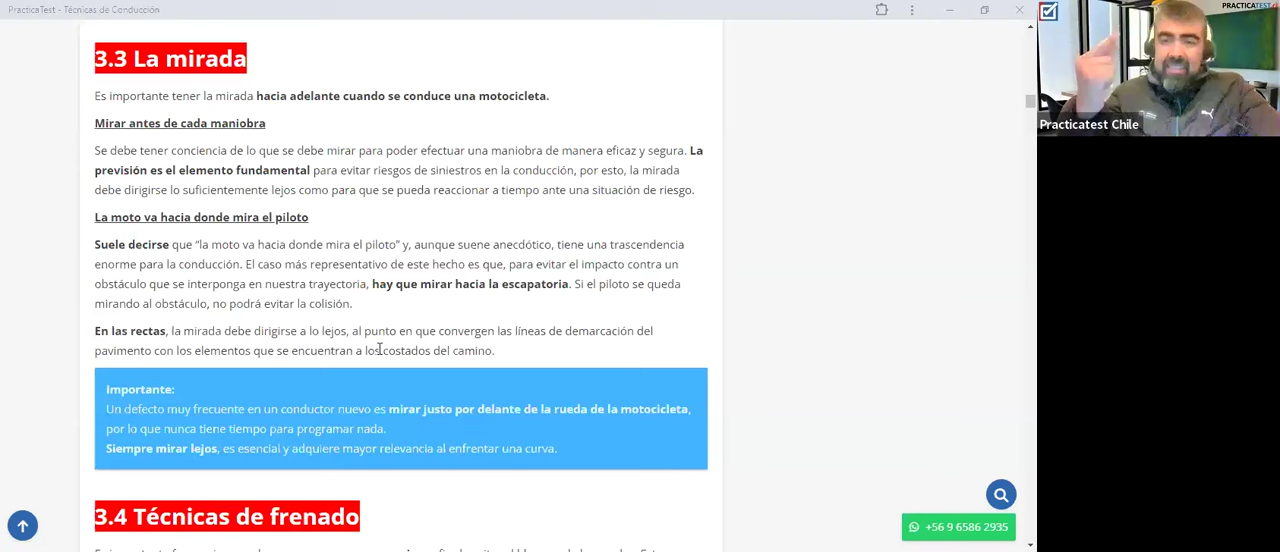 PracticaTest - Técnicas de Conducción
PRACTICATEST
3.3 La mirada
Es importante tener la mirada hacia adelante cuando se conduce una motocicleta.
Practicatest Chile
Mirar antes de cada maniobra
Se debe tener conciencia de lo que se debe mirar para poder efectuar una maniobra de manera eficaz y segura. La
previsión es el elemento fundamental para evitar riesgos de siniestros en la conducción, por esto, la mirada
debe dirigirse lo suficientemente lejos como para que se pueda reaccionar a tiempo ante una situación de riesgo.
La moto va hacia donde mira el piloto
Suele decirse que “la moto va hacia donde mira el piloto” y, aunque suene anecdótico, tiene una trascendencia
enorme para la conducción. El caso más representativo de este hecho es que, para evitar el impacto contra un
obstáculo que se interponga en nuestra trayectoria, hay que mirar hacia la escapatoria. Si el piloto se queda
mirando al obstáculo, no podrá evitar la colisión.
En las rectas, la mirada debe dirigirse a lo lejos, al punto en que convergen las líneas de demarcación del
pavimento con los elementos que se encuentran a los costados del camino.
Importante:
Un defecto muy frecuente en un conductor nuevo es mirar justo por delante de la rueda de la motocicleta,
por lo que nunca tiene tiempo para programar nada.
Siempre mirar lejos, es esencial y adquiere mayor relevancia al enfrentar una curva.
3.4 Técnicas de frenado
+56 9 6586 2935